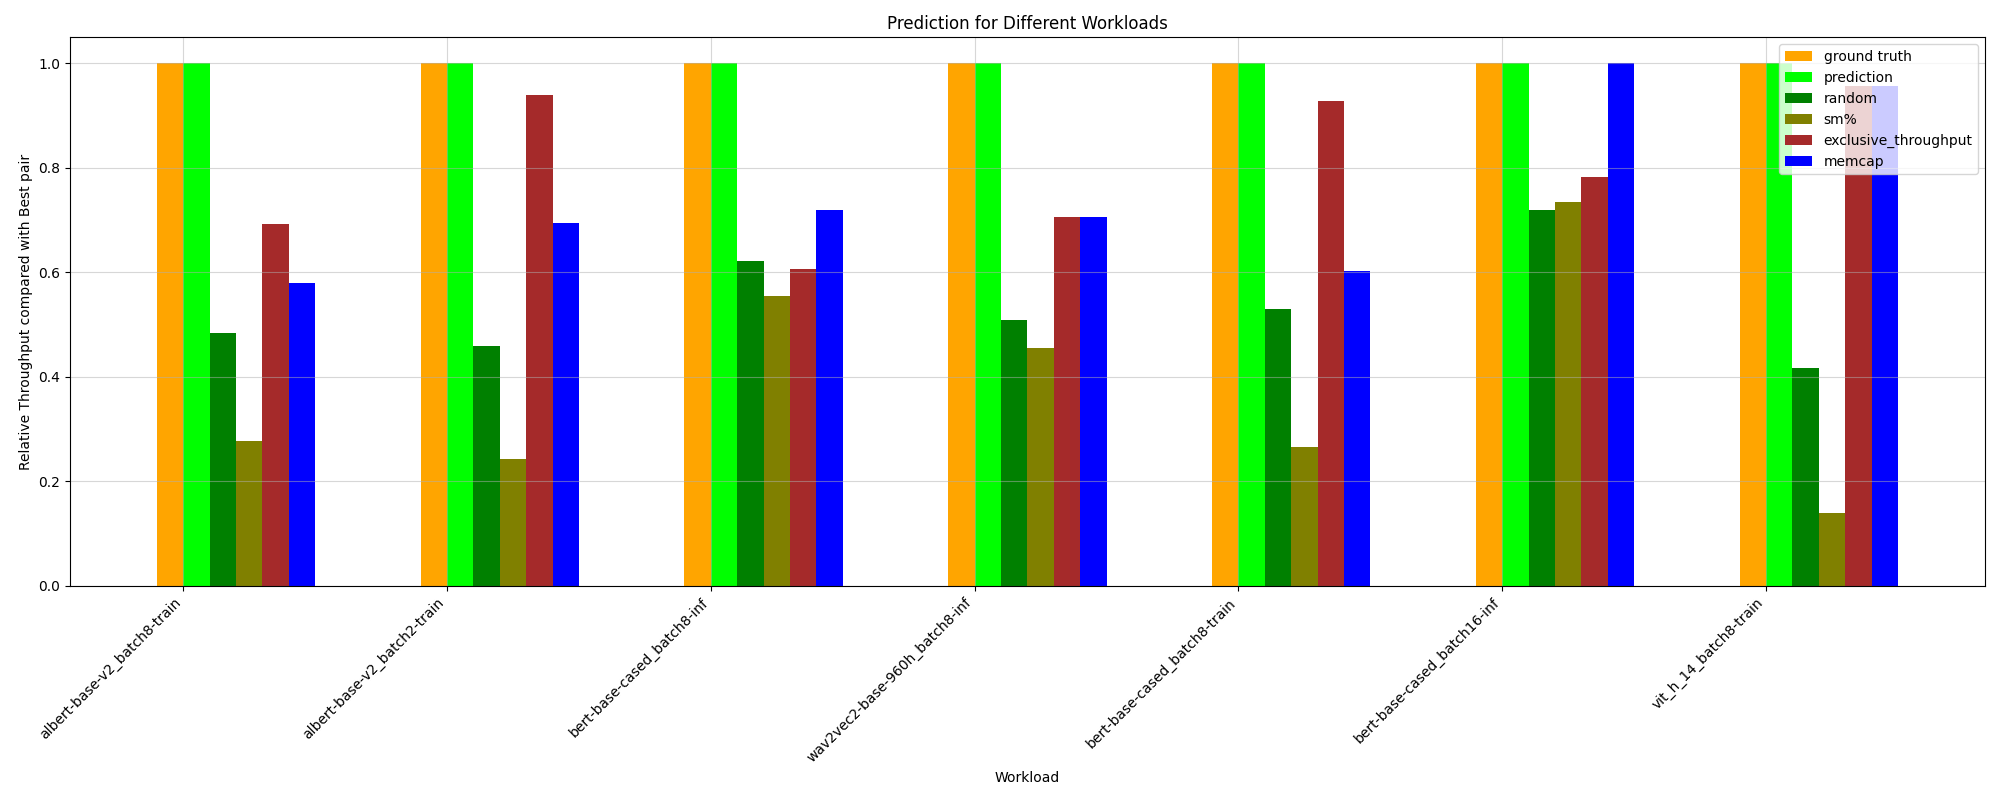 Prediction for Different Workloads
Relative Throughput compared with Best pair
1.0
0.8
0.6
0.4
0.2
0.0
ground truth
prediction
random
sm%
exclusive_throughput
memcap
albert-base-v2_batch8-train
albert-base-v2_batch2-train
bert-base-cased_batch8-inf
wav2vec2-base-960h_batch8-inf
bert-base-cased_batch8-train
bert-base-cased_batch16-inf
vit_h_14_batch8-train
Workload